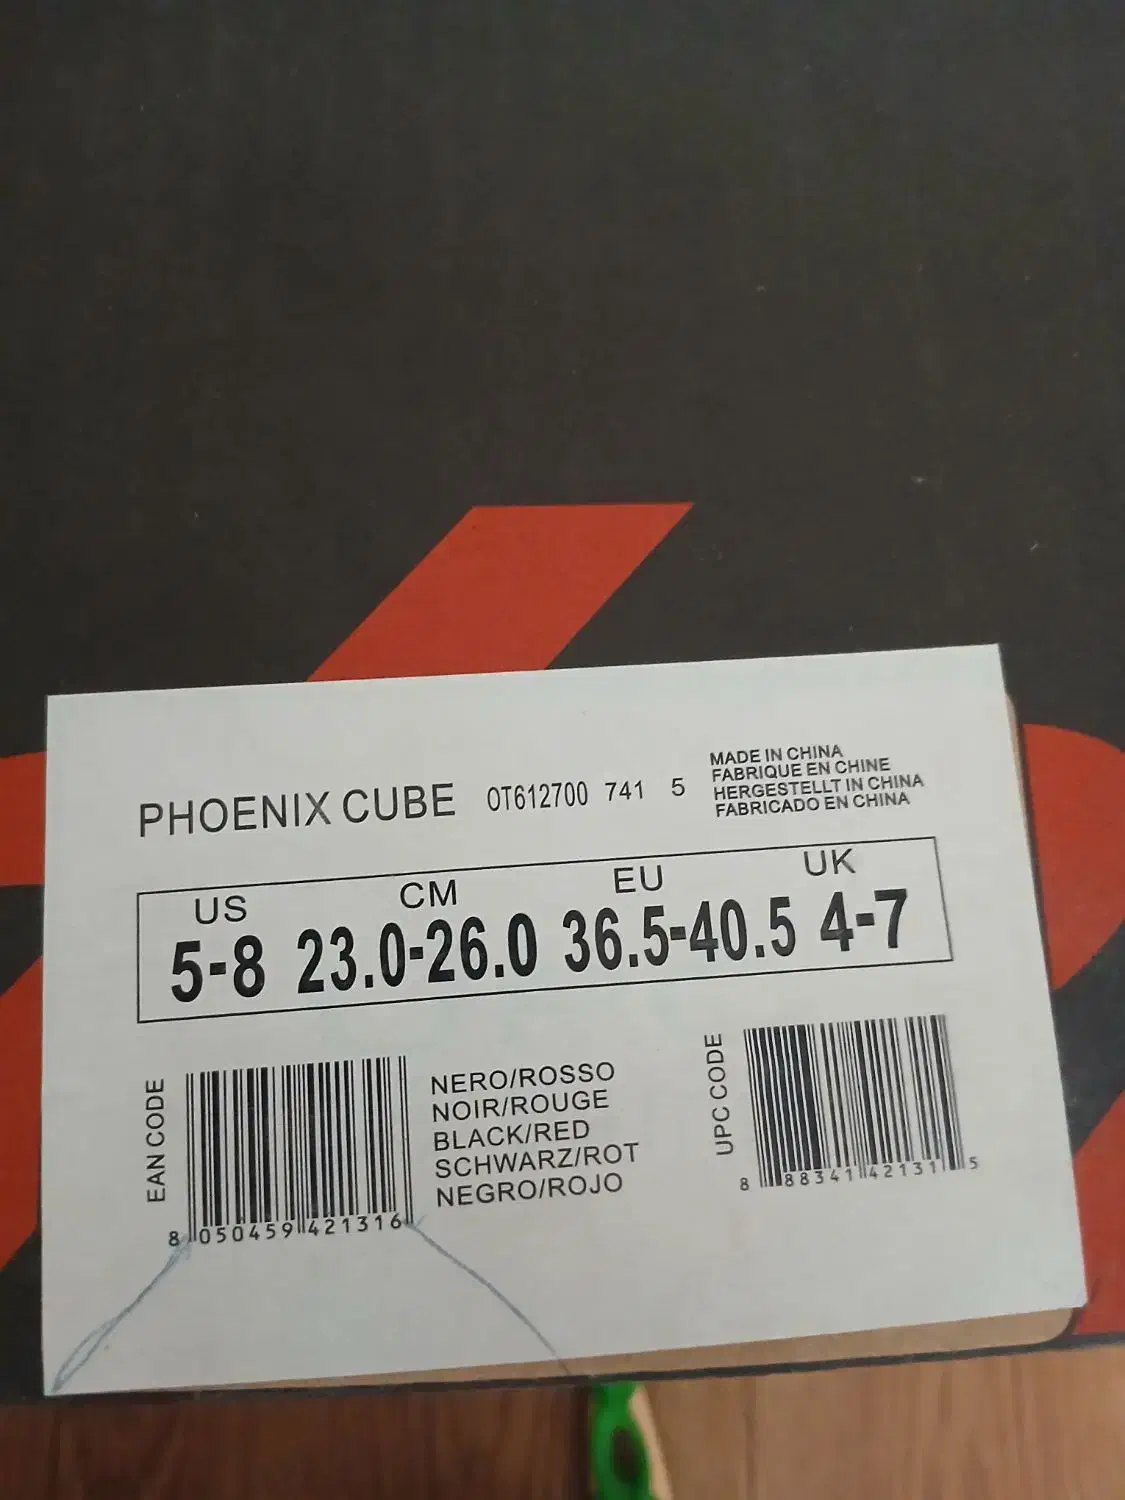 PHOENIX CUBE OT612700 741 5
MADE IN CHINA
FABRIQUE EN CHINE
HERGESTELLT IN CHINA
FABRICADO EN CHINA
US CM EU UK
5-8 23.0-26.0 36.5-40.5 4-7
EAN CODE
8 050459 421316
NERO/ROSSO
NOIR/ROUGE
BLACK/RED
SCHWARZ/ROT
NEGRO/ROJO
UPC CODE
8 88341 42131 5